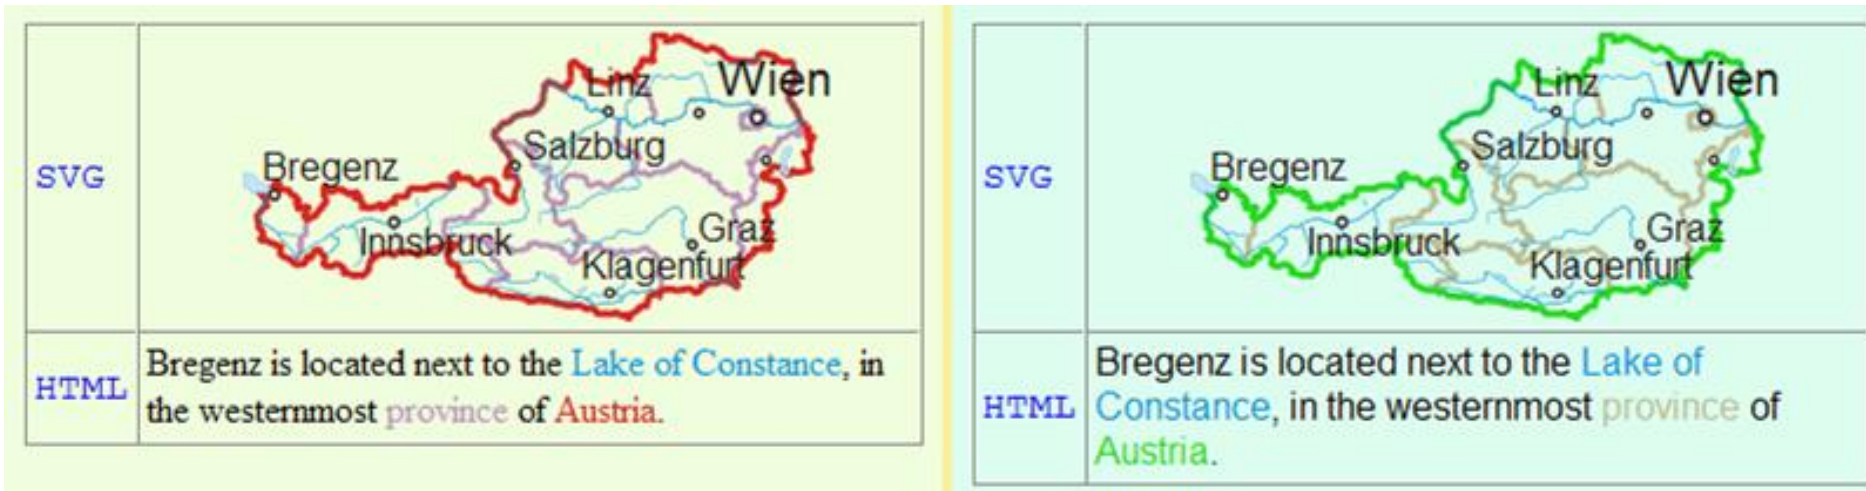 SVG
Linz
Wien
Salzburg
Bregenz
Innsbruck
Graz
Klagenfurt
HTML
Bregenz is located next to the Lake of Constance, in
the westernmost province of Austria.
SVG
Linz
Wien
Salzburg
Bregenz
Innsbruck
Graz
Klagenfurt
HTML
Bregenz is located next to the Lake of
Constance, in the westernmost province of
Austria.